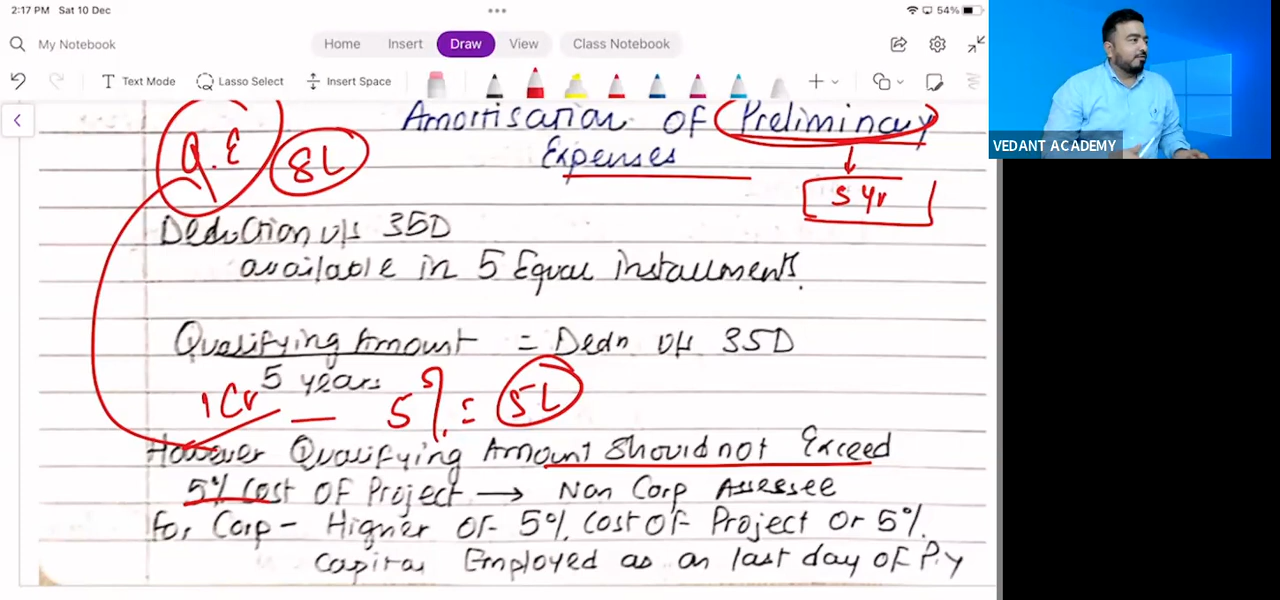 2:17 PM Sat 10 Dec
54%
My Notebook
Home Insert Draw View Class Notebook
Text Mode Lasso Select Insert Space
VEDANT ACADEMY
Amortisation of Preliminary
Expenses
Q.E 8L
5 Yr
Deduction u/s 35D
available in 5 Equal installments.
Qualifying Amount = Dedn u/s 35D
5 years
1 Cr — 5% = 5L
However Qualifying Amount Should not Exceed
5% Cost of Project → Non Corp Assessee
for Corp - Higher of 5% Cost of Project or 5%
Capital Employed as on last day of P.Y